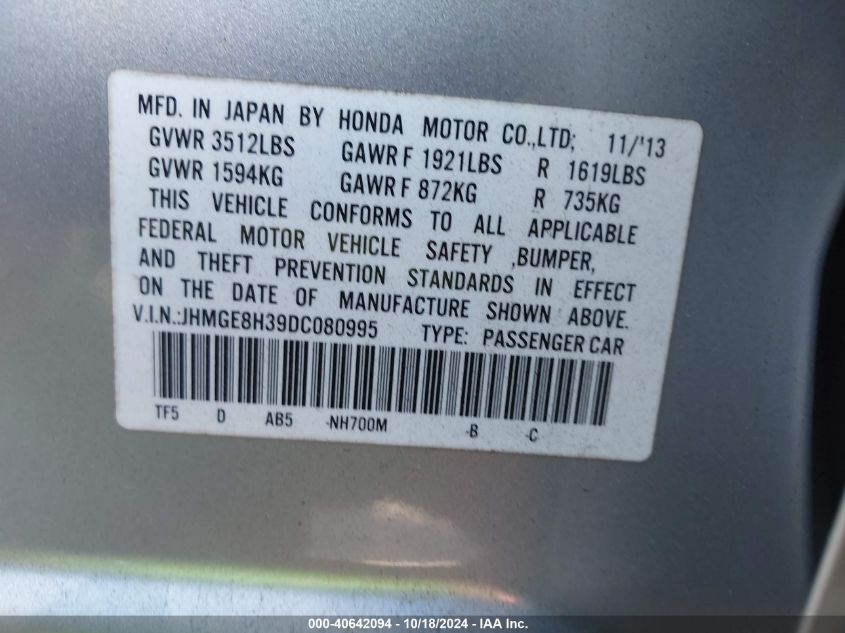 MFD. IN JAPAN BY HONDA MOTOR CO.,LTD; 11/'13
GVWR 3512LBS GAWR F 1921LBS R 1619LBS
GVWR 1594KG GAWR F 872KG R 735KG
THIS VEHICLE CONFORMS TO ALL APPLICABLE
FEDERAL MOTOR VEHICLE SAFETY ,BUMPER,
AND THEFT PREVENTION STANDARDS IN EFFECT
ON THE DATE OF MANUFACTURE SHOWN ABOVE.
V.I.N.:JHMGE8H39DC080995 TYPE: PASSENGER CAR
TF5 D AB5 -NH700M -B -C
000-40642094 - 10/18/2024 - IAA Inc.